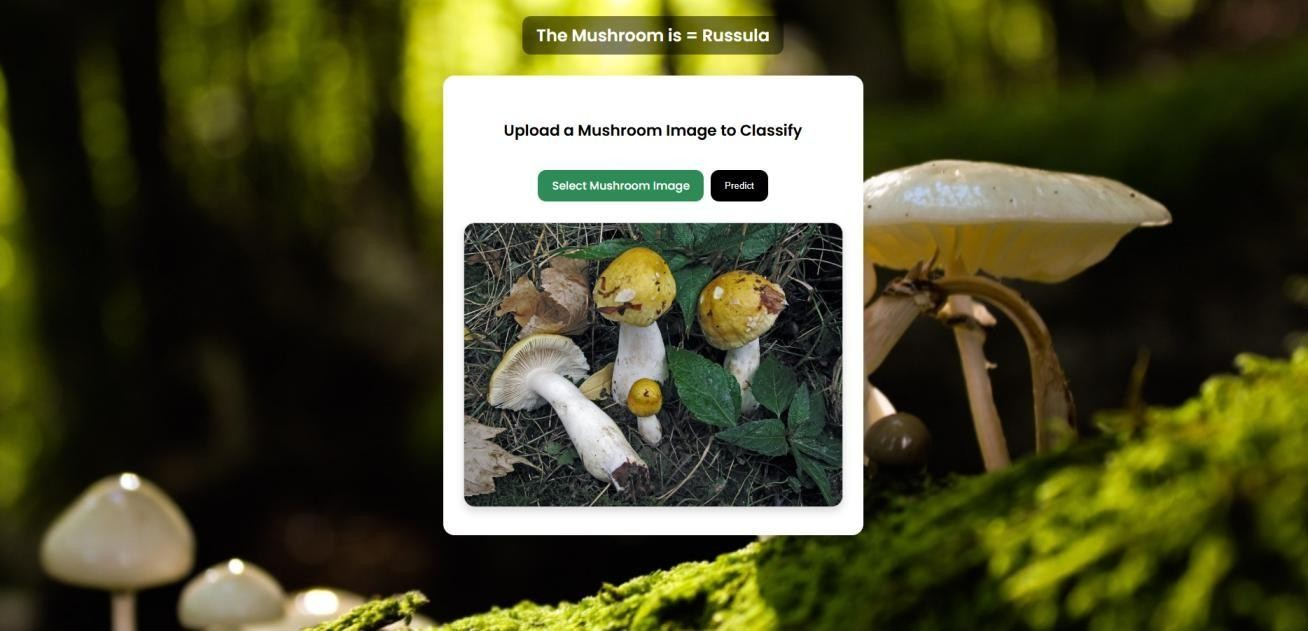 The Mushroom is = Russula
Upload a Mushroom Image to Classify
Select Mushroom Image
Predict